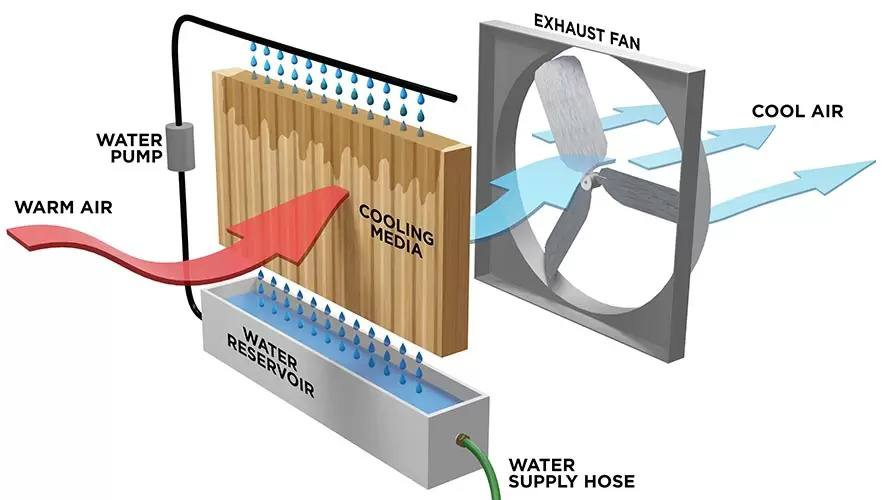 EXHAUST FAN
COOL AIR
WATER
PUMP
WARM AIR
COOLING
MEDIA
WATER
RESERVOIR
WATER
SUPPLY HOSE